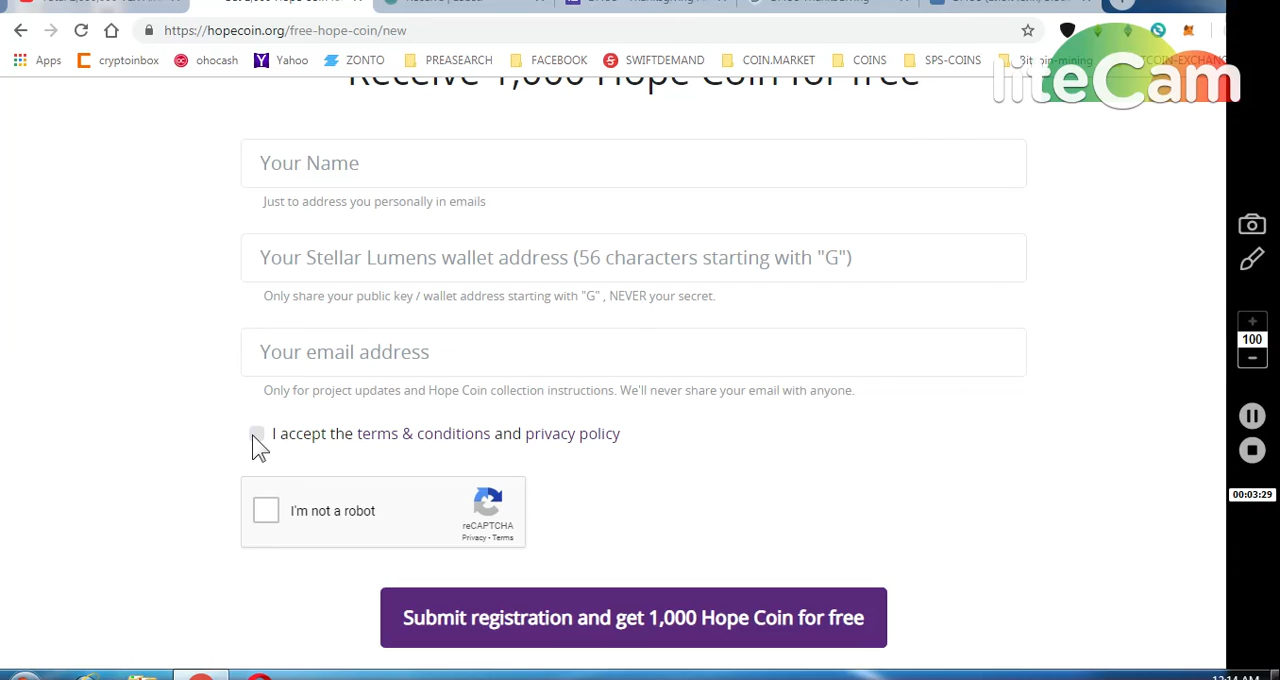 https://hopecoin.org/free-hope-coin/new
Apps cryptoinbox ohocash Yahoo ZONTO PREASEARCH FACEBOOK SWIFTDEMAND COIN.MARKET COINS SPS-COINS
liteCam
Receive 1,000 Hope Coin for free
Your Name
Just to address you personally in emails
Your Stellar Lumens wallet address (56 characters starting with "G")
Only share your public key / wallet address starting with "G" , NEVER your secret.
Your email address
Only for project updates and Hope Coin collection instructions. We'll never share your email with anyone.
I accept the terms & conditions and privacy policy
I'm not a robot
reCAPTCHA
Privacy - Terms
Submit registration and get 1,000 Hope Coin for free
100
00:03:29
12:14 AM